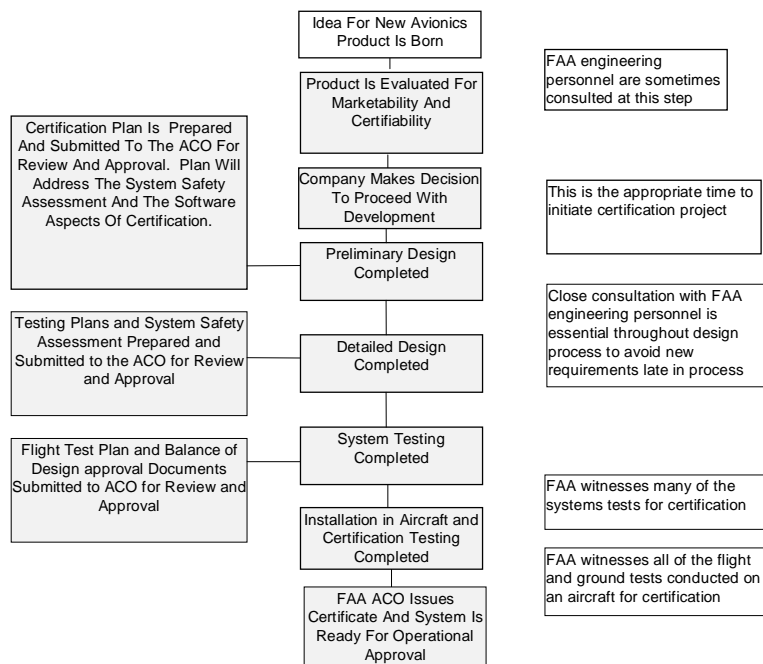 Idea For New Avionics
Product Is Born
FAA engineering
personnel are sometimes
consulted at this step
Product Is Evaluated For
Marketability And
Certifiability
Certification Plan Is Prepared
And Submitted To The ACO For
Review And Approval. Plan Will
Address The System Safety
Assessment And The Software
Aspects Of Certification.
Company Makes Decision
To Proceed With
Development
This is the appropriate time to
initiate certification project
Preliminary Design
Completed
Close consultation with FAA
engineering personnel is
essential throughout design
process to avoid new
requirements late in process
Testing Plans and System Safety
Assessment Prepared and
Submitted to the ACO for Review
and Approval
Detailed Design
Completed
Flight Test Plan and Balance of
Design approval Documents
Submitted to ACO for Review and
Approval
System Testing
Completed
FAA witnesses many of the
systems tests for certification
Installation in Aircraft and
Certification Testing
Completed
FAA witnesses all of the flight
and ground tests conducted on
an aircraft for certification
FAA ACO Issues
Certificate And System Is
Ready For Operational
Approval